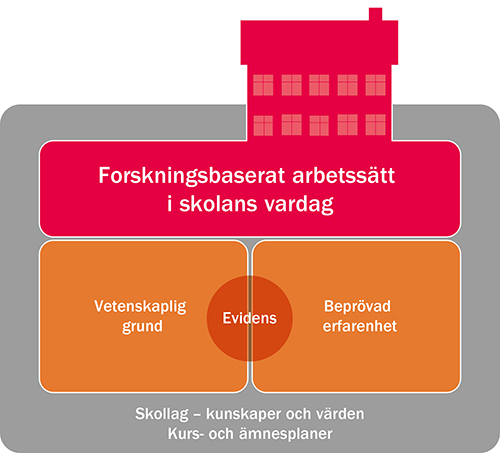 Forskningsbaserat arbetssätt
i skolans vardag
Vetenskaplig
grund
Evidens
Beprövad
erfarenhet
Skollag – kunskaper och värden
Kurs- och ämnesplaner